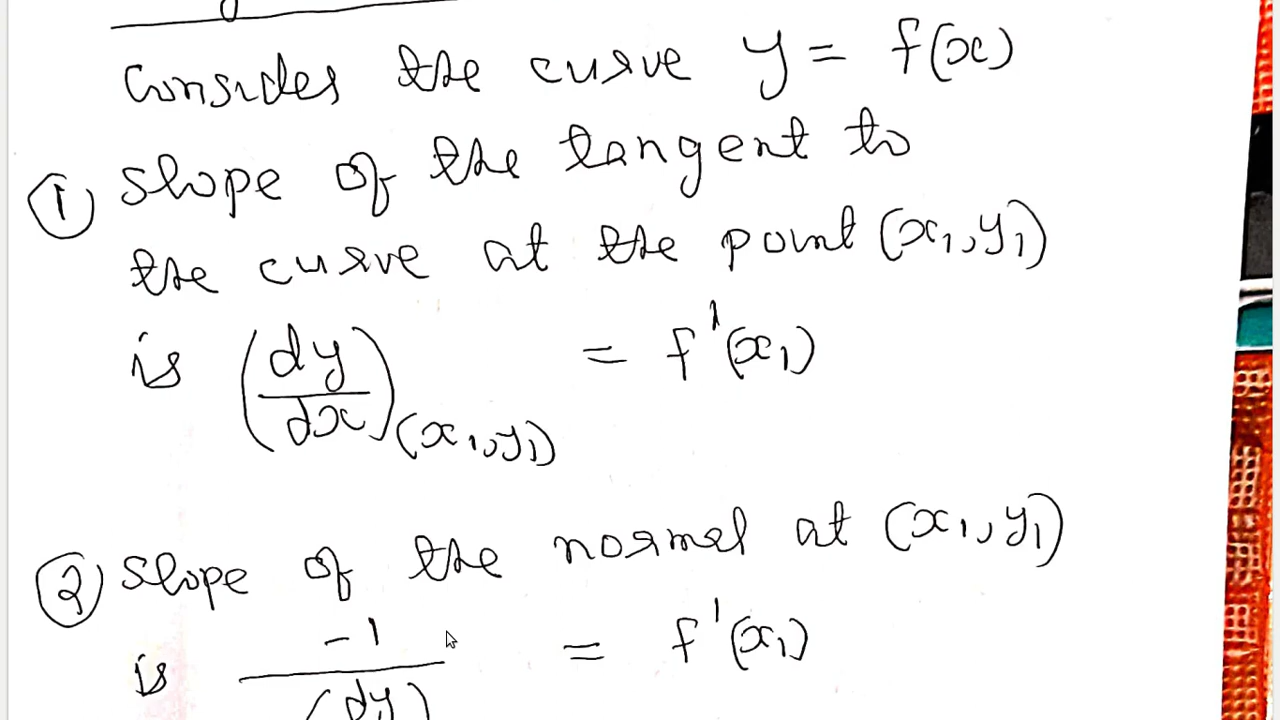 Consider the curve y = f(x)
① slope of the tangent to
the curve at the point (x₁, y₁)
is (dy/dx)(x₁, y₁) = f'(x₁)
② slope of the normal at (x₁, y₁)
is -1/(dy) = f'(x₁)